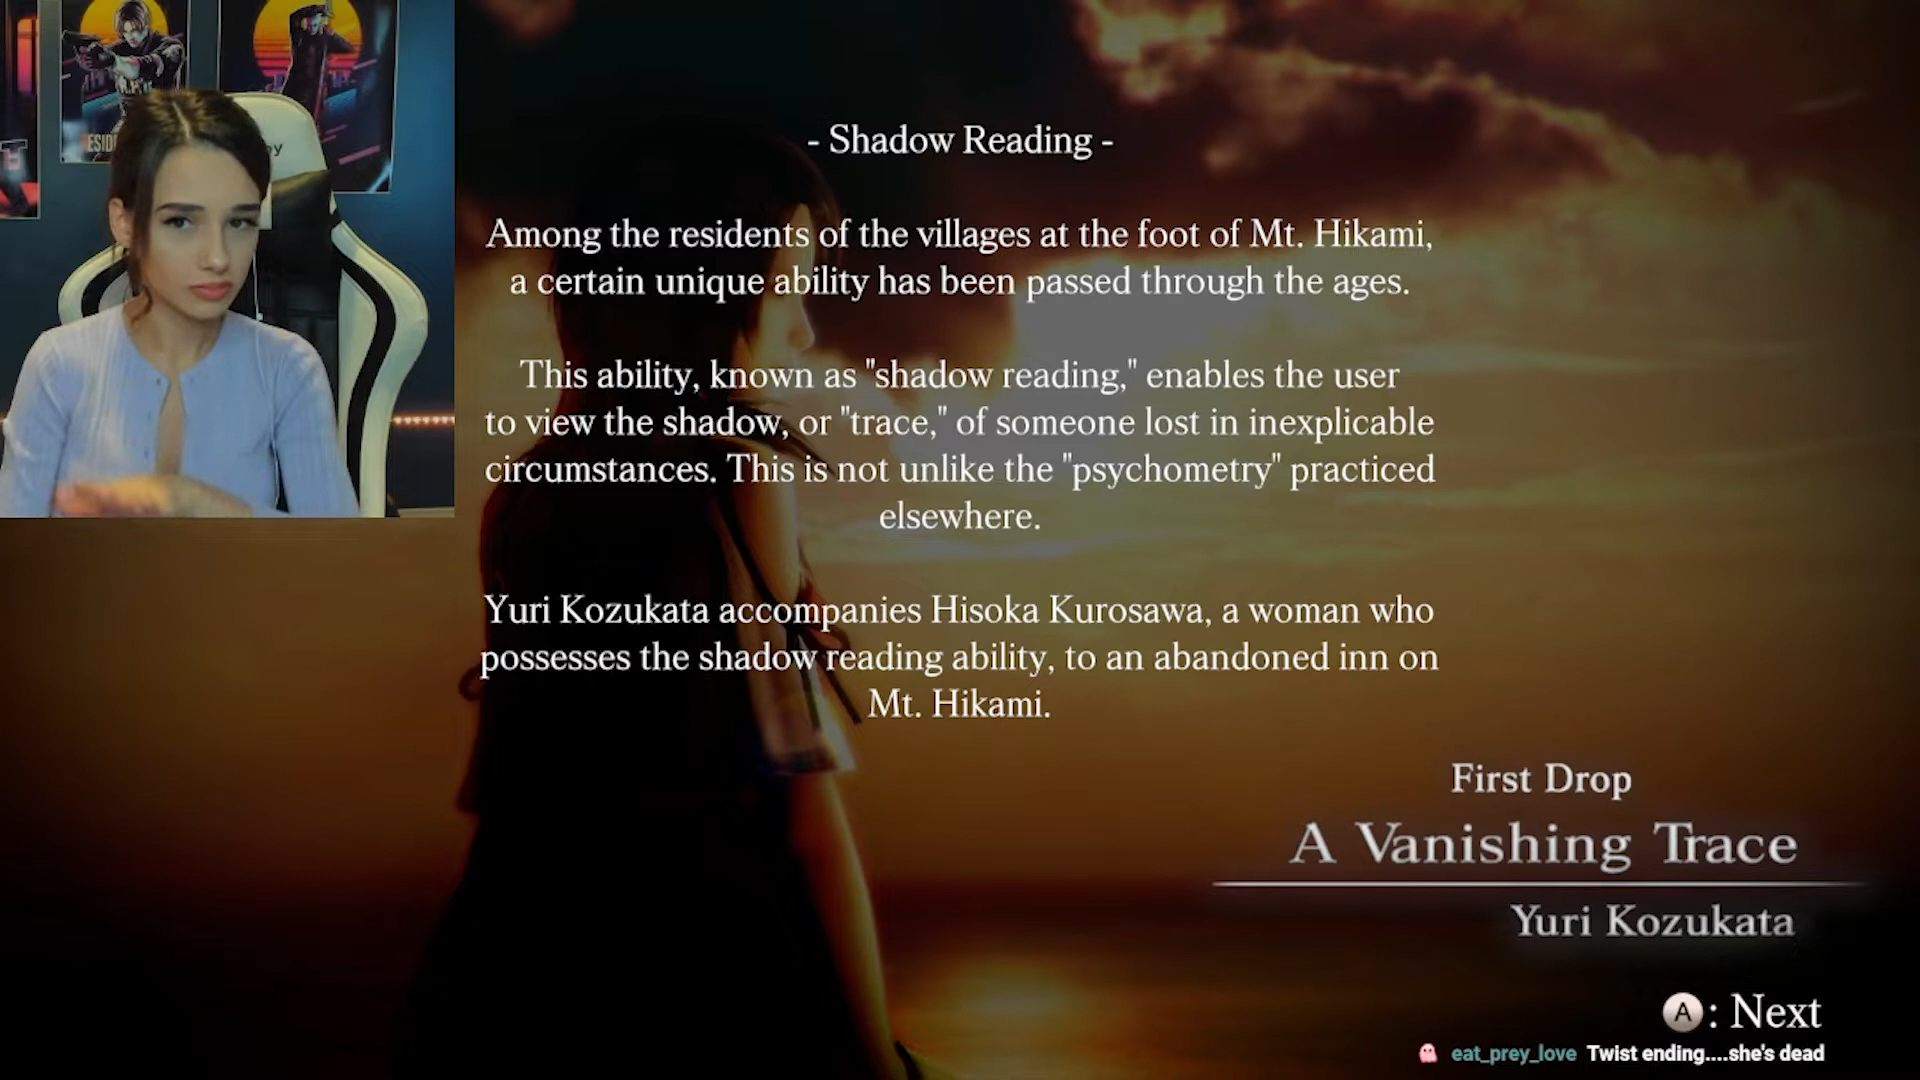 ESID
T
- Shadow Reading -
Among the residents of the villages at the foot of Mt. Hikami,
a certain unique ability has been passed through the ages.
This ability, known as "shadow reading," enables the user
to view the shadow, or "trace," of someone lost in inexplicable
circumstances. This is not unlike the "psychometry" practiced
elsewhere.
Yuri Kozukata accompanies Hisoka Kurosawa, a woman who
possesses the shadow reading ability, to an abandoned inn on
Mt. Hikami.
First Drop
A Vanishing Trace
Yuri Kozukata
A : Next
eat_prey_love Twist ending....she's dead